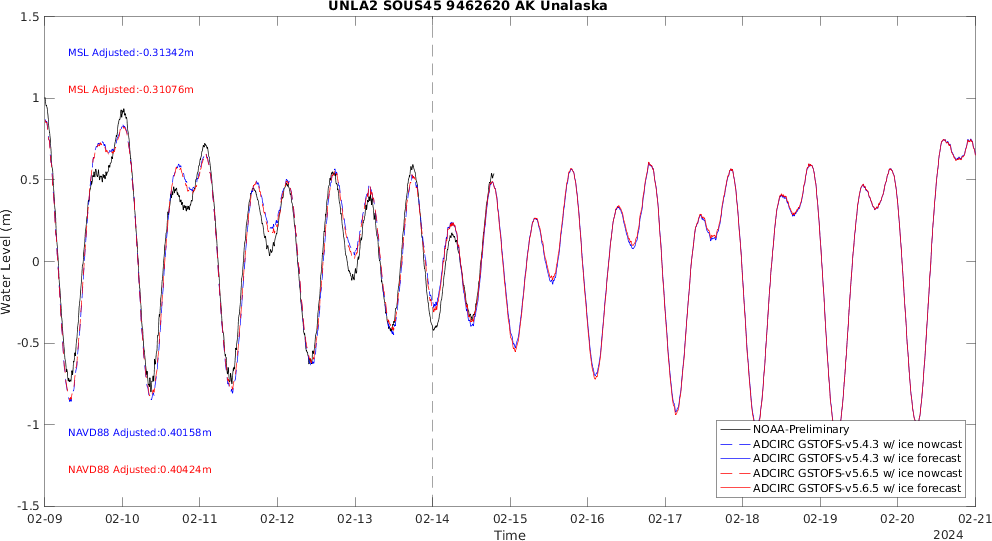 UNLA2 SOUS45 9462620 AK Unalaska
1.5
1
0.5
0
-0.5
-1
-1.5
Water Level (m)
MSL Adjusted:-0.31342m
MSL Adjusted:-0.31076m
NAVD88 Adjusted:0.40158m
NAVD88 Adjusted:0.40424m
NOAA-Preliminary
ADCIRC GSTOFS-v5.4.3 w/ ice nowcast
ADCIRC GSTOFS-v5.4.3 w/ ice forecast
ADCIRC GSTOFS-v5.6.5 w/ ice nowcast
ADCIRC GSTOFS-v5.6.5 w/ ice forecast
02-09 02-10 02-11 02-12 02-13 02-14 02-15 02-16 02-17 02-18 02-19 02-20 02-21
Time
2024